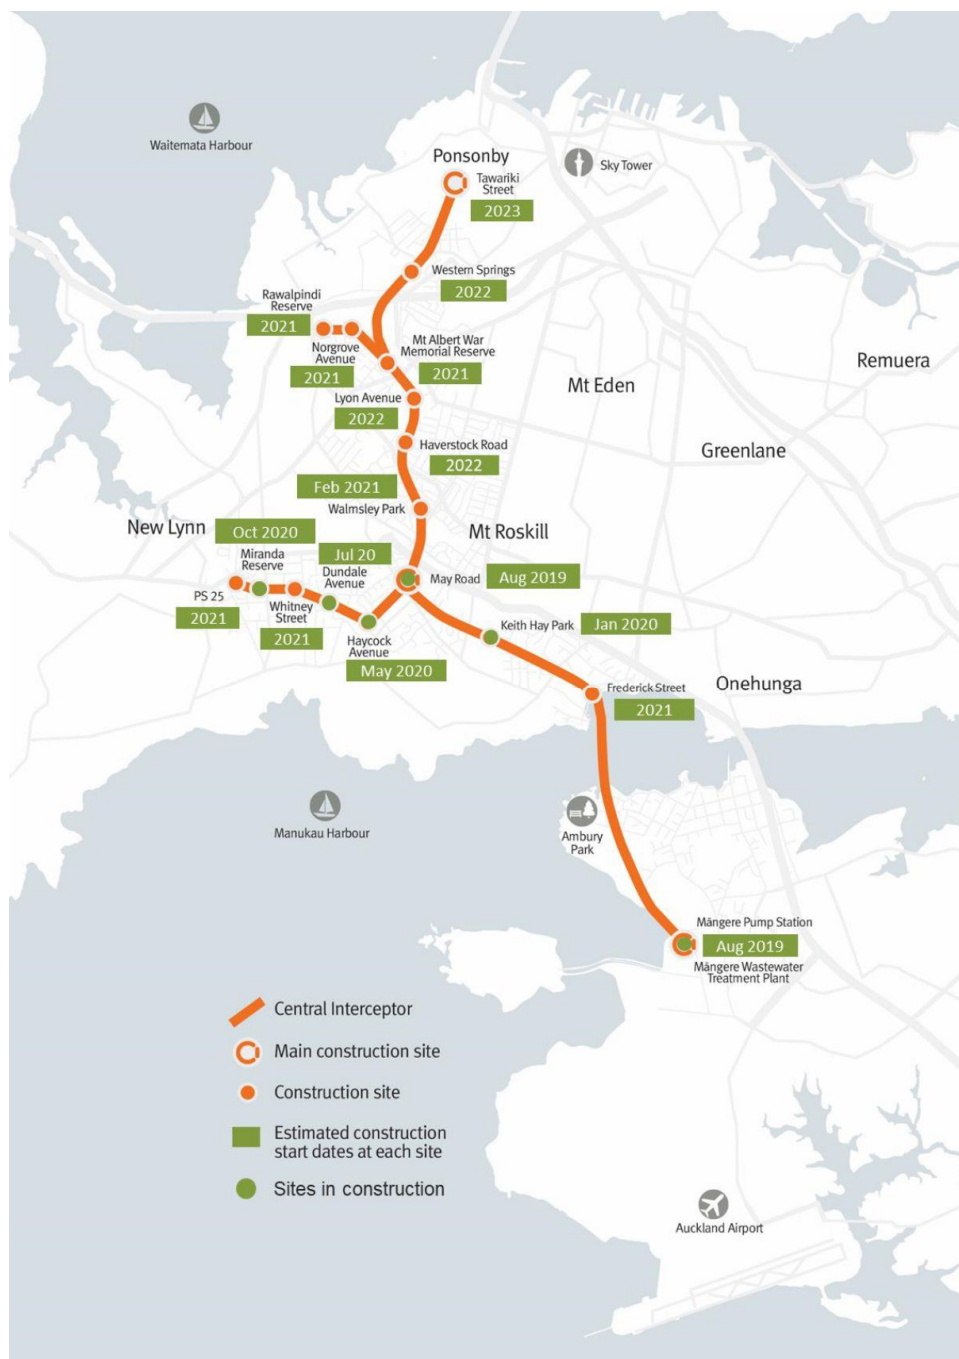 Waitemata Harbour
Ponsonby
Sky Tower
Tawariki
Street
2023
Western Springs
2022
Rawalpindi
Reserve
2021
Norgrove
Avenue
2021
Mt Albert War
Memorial Reserve
2021
Remuera
Mt Eden
Lyon Avenue
2022
Haverstock Road
2022
Greenlane
Feb 2021
Walmsley Park
New Lynn
Oct 2020
Miranda
Reserve
Jul 20
Dundale
Avenue
Mt Roskill
May Road
Aug 2019
PS 25
2021
Whitney
Street
2021
Haycock
Avenue
May 2020
Keith Hay Park
Jan 2020
Frederick Street
2021
Onehunga
Manukau Harbour
Ambury
Park
Māngere Pump Station
Aug 2019
Māngere Wastewater
Treatment Plant
Central Interceptor
Main construction site
Construction site
Estimated construction
start dates at each site
Sites in construction
Auckland Airport